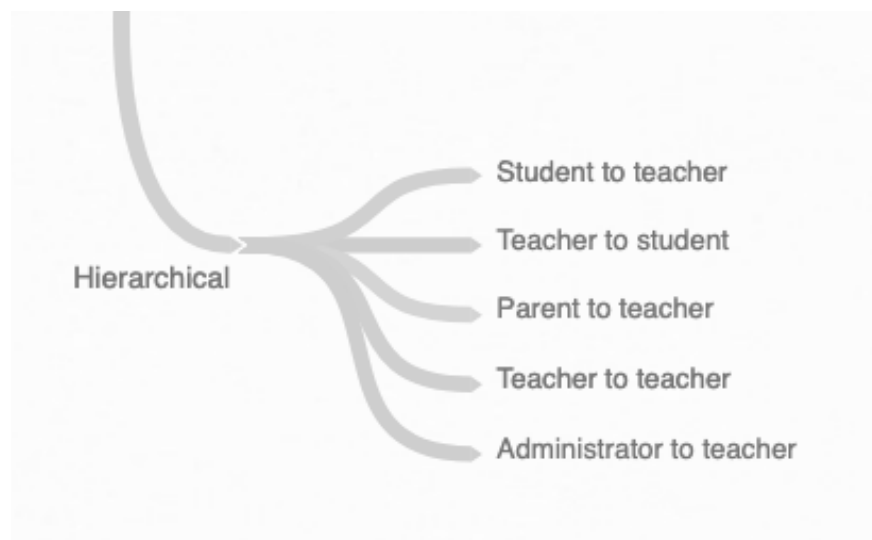 Hierarchical
Student to teacher
Teacher to student
Parent to teacher
Teacher to teacher
Administrator to teacher